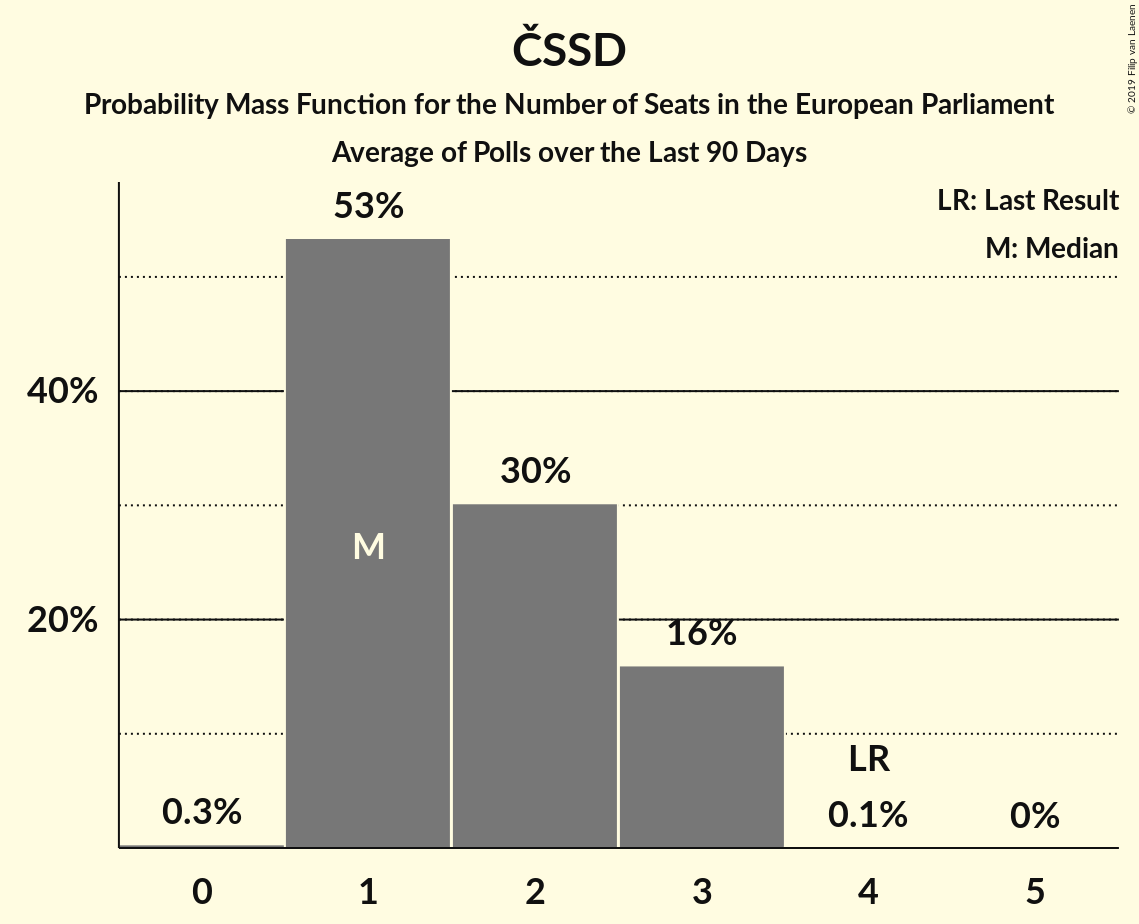 ČSSD
Probability Mass Function for the Number of Seats in the European Parliament
Average of Polls over the Last 90 Days
© 2019 Filip van Laenen
LR: Last Result
M: Median
53%
40%
30%
M
20%
16%
LR
0.3%
0.1%
0%
0 1 2 3 4 5